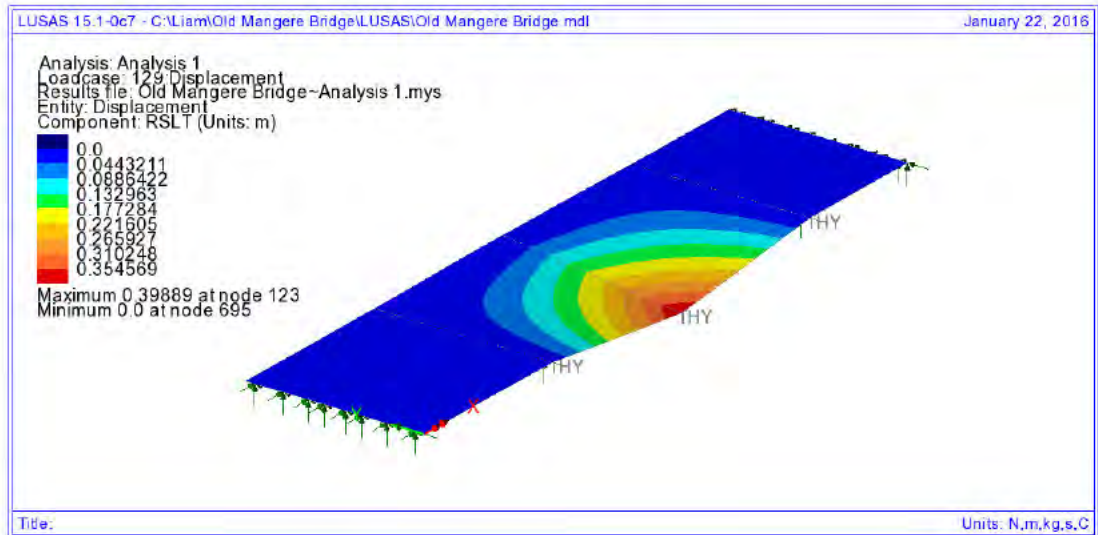 LUSAS 15.1-0c7 - C:\Liam\Old Mangere Bridge\LUSAS\Old Mangere Bridge mdl January 22, 2016
Analysis: Analysis 1
Loadcase: 129:Displacement
Results file: Old Mangere Bridge~Analysis 1.mys
Entity: Displacement
Component: RSLT (Units: m)
0.0
0.0443211
0.0886422
0.132963
0.177284
0.221605
0.265927
0.310248
0.354569
Maximum 0.39889 at node 123
Minimum 0.0 at node 695
THY
THY
THY
Y
X
Title: Units: N,m,kg,s,C